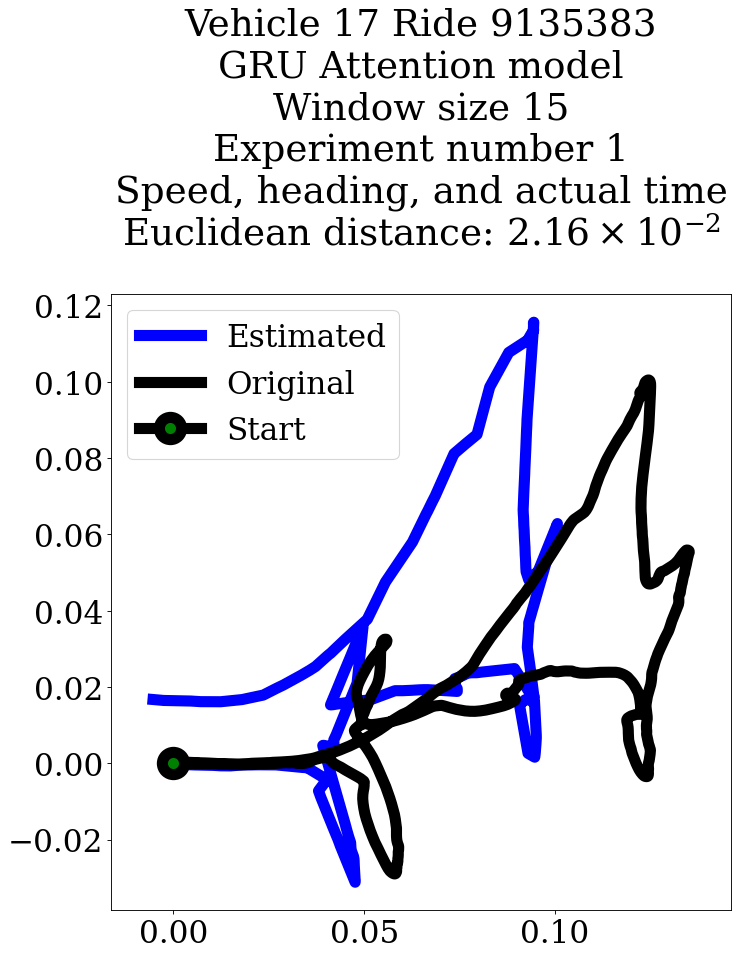 Vehicle 17 Ride 9135383
GRU Attention model
Window size 15
Experiment number 1
Speed, heading, and actual time
Euclidean distance: 2.16 × 10⁻²
0.12
0.10
0.08
0.06
0.04
0.02
0.00
−0.02
Estimated
Original
Start
0.00 0.05 0.10